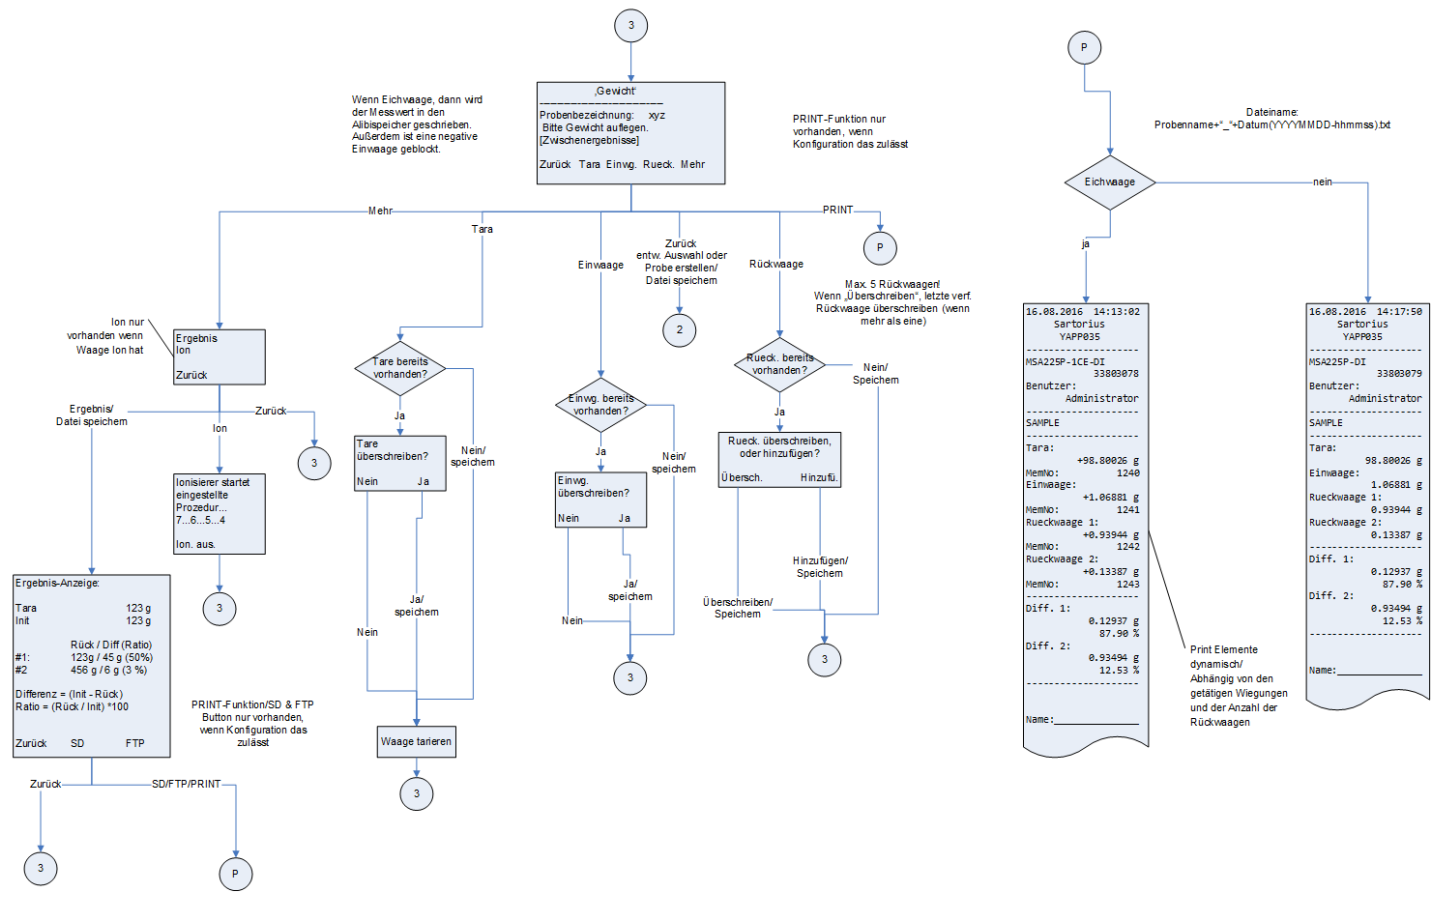 3
‚Gewicht'
--------------------------------
Probenbezeichnung: xyz
Bitte Gewicht auflegen.
[Zwischenergebnisse]
Zurück Tara Einwg. Rueck. Mehr
Wenn Eichwaage, dann wird
der Messwert in den
Alibispeicher geschrieben.
Außerdem ist eine negative
Einwaage geblockt.
PRINT-Funktion nur
vorhanden, wenn
Konfiguration das zulässt
Mehr
Tara
Einwaage
Zurück
entw. Auswahl oder
Probe erstellen/
Datei speichern
2
Rückwaage
PRINT
P
Max. 5 Rückwaagen!
Wenn „Überschreiben", letzte verf.
Rückwaage überschreiben (wenn
mehr als eine)
Ion nur
vorhanden wenn
Waage Ion hat
Ergebnis
Ion
Zurück
Ergebnis/
Datei speichern
Ion
Zurück
3
Ionisierer startet
eingestellte
Prozedur...
7...6...5...4
Ion. aus.
3
Ergebnis-Anzeige:
Tara 123 g
Init 123 g
Rück / Diff (Ratio)
#1: 123g / 45 g (50%)
#2 456 g / 6 g (3 %)
Differenz = (Init - Rück)
Ratio = (Rück / Init) *100
Zurück SD FTP
PRINT-Funktion/SD & FTP
Button nur vorhanden,
wenn Konfiguration das
zulässt
Zurück
SD/FTP/PRINT
3
P
Tare bereits
vorhanden?
Ja
Tare
überschreiben?
Nein Ja
Nein/
speichern
Ja/
speichern
Nein
Waage tarieren
3
Einwg. bereits
vorhanden?
Ja
Einwg.
überschreiben?
Nein Ja
Nein/
speichern
Ja/
speichern
Nein
3
Rueck. bereits
vorhanden?
Nein/
Speichern
Ja
Rueck. überschreiben,
oder hinzufügen?
Übersch. Hinzufü.
Hinzufügen/
Speichern
Überschreiben/
Speichern
3
P
Dateiname:
Probenname+"_"+Datum(YYYYMMDD-hhmmss).txt
Eichwaage
nein
ja
16.08.2016 14:13:02
Sartorius
YAPP035
--------------------
MSA225P-1CE-DI
33803078
Benutzer:
Administrator
--------------------
SAMPLE
--------------------
Tara:
+98.80026 g
MemNo: 1240
Einwaage:
+1.06881 g
MemNo: 1241
Rueckwaage 1:
+0.93944 g
MemNo: 1242
Rueckwaage 2:
+0.13387 g
MemNo: 1243
--------------------
Diff. 1:
0.12937 g
87.90 %
Diff. 2:
0.93494 g
12.53 %
--------------------
Name:_______________
Print Elemente
dynamisch/
Abhängig von den
getätigen Wiegungen
und der Anzahl der
Rückwaagen
16.08.2016 14:17:50
Sartorius
YAPP035
--------------------
MSA225P-DI
33803079
Benutzer:
Administrator
--------------------
SAMPLE
--------------------
Tara:
98.80026 g
Einwaage:
1.06881 g
Rueckwaage 1:
0.93944 g
Rueckwaage 2:
0.13387 g
--------------------
Diff. 1:
0.12937 g
87.90 %
Diff. 2:
0.93494 g
12.53 %
--------------------
Name:_______________